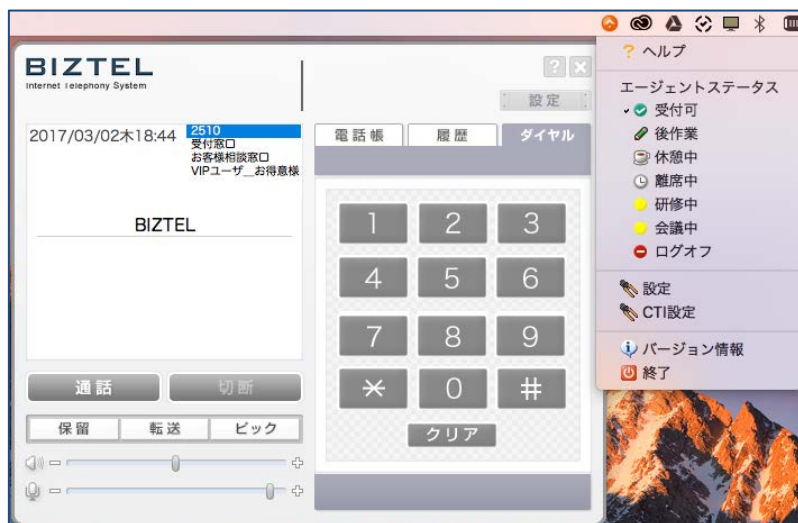 BIZTEL
Internet Telephony System
設定
2017/03/02木18:44
2510
受付窓口
お客様相談窓口
VIPユーザ__お得意様
BIZTEL
通話
切断
保留
転送
ピック
電話帳
履歴
ダイヤル
1 2 3
4 5 6
7 8 9
* 0 #
クリア
? ヘルプ
エージェントステータス
受付可
後作業
休憩中
離席中
研修中
会議中
ログオフ
設定
CTI設定
バージョン情報
終了